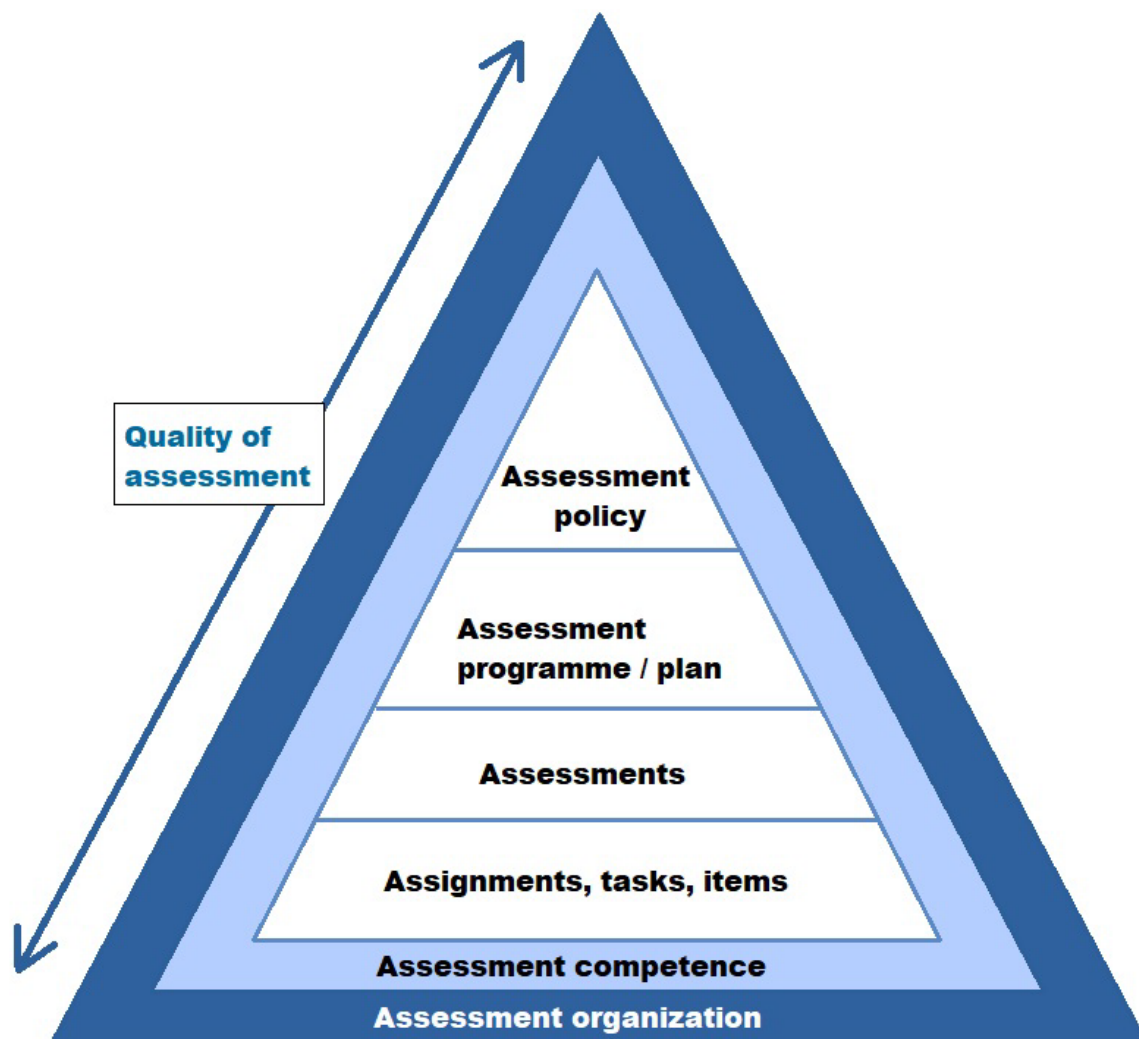 Quality of
assessment
Assessment
policy
Assessment
programme / plan
Assessments
Assignments, tasks, items
Assessment competence
Assessment organization